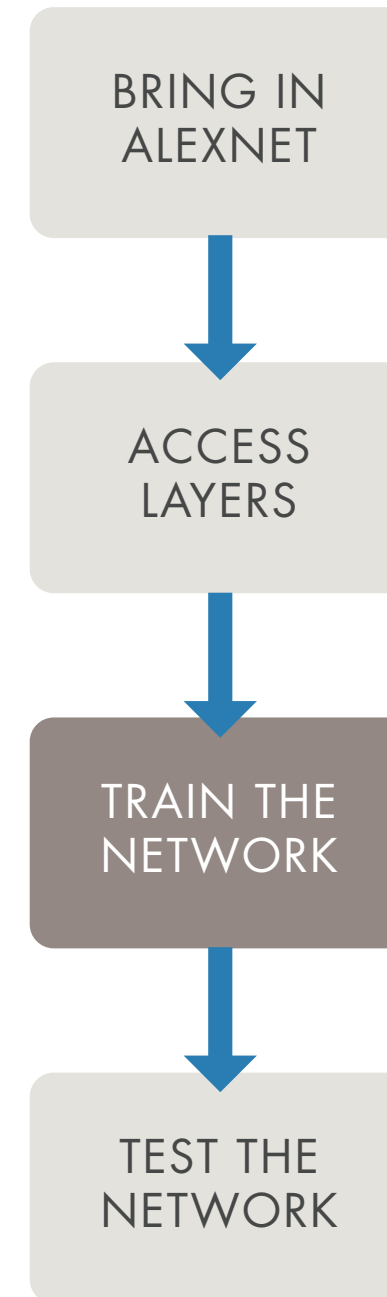 BRING IN
ALEXNET
ACCESS
LAYERS
TRAIN THE
NETWORK
TEST THE
NETWORK